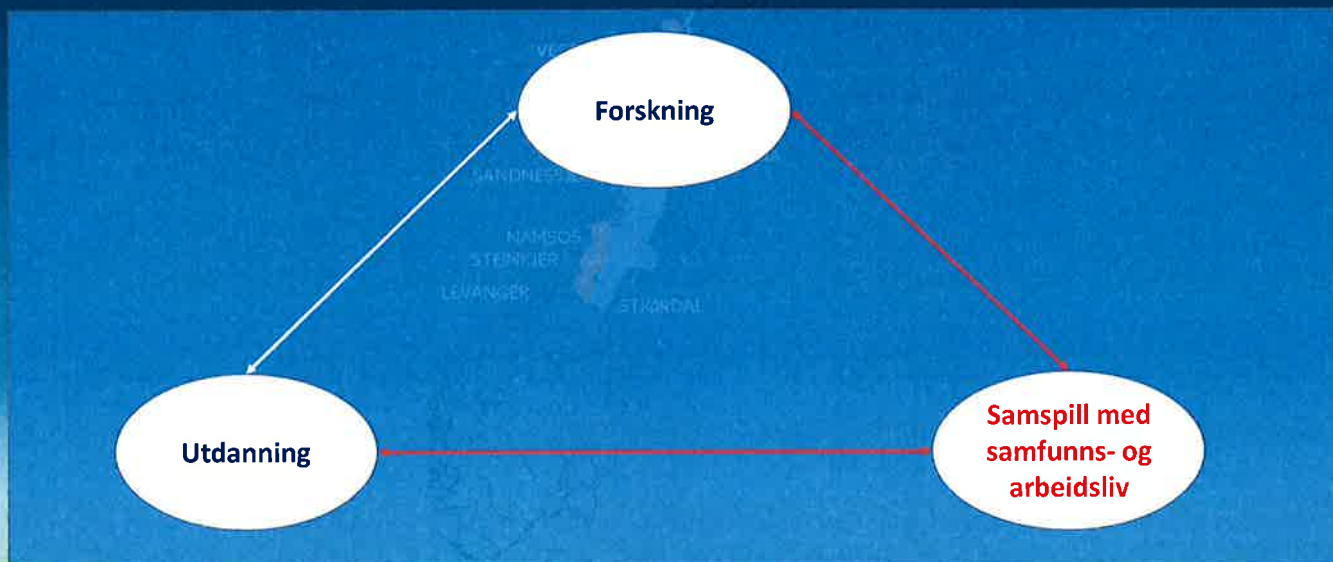 Forskning
NAMSOS
STEINKJER
LEVANGER
STJØRDAL
Utdanning
Samspill med
samfunns- og
arbeidsliv